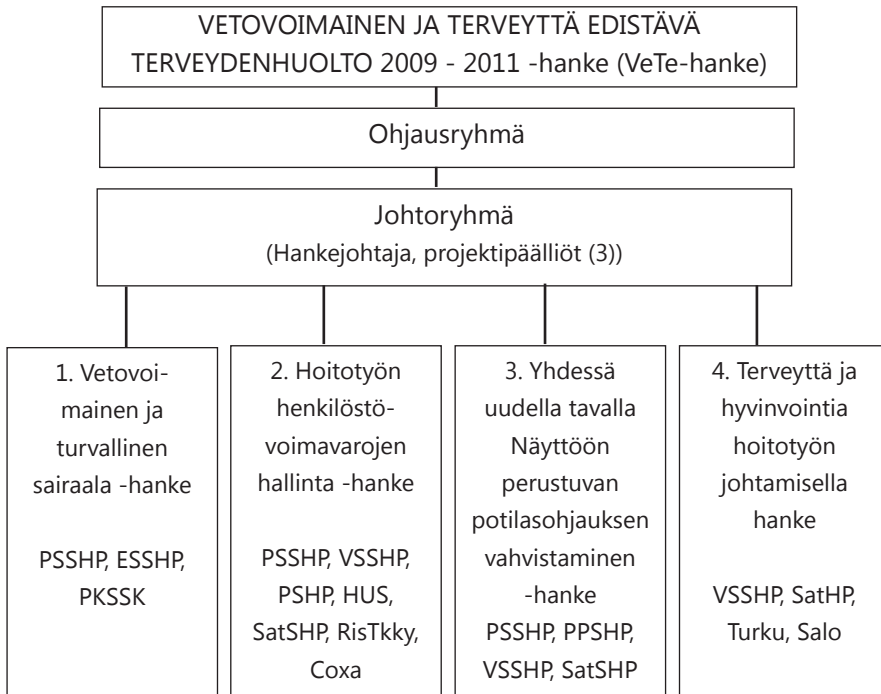 VETOVOIMAINEN JA TERVEYTTÄ EDISTÄVÄ
TERVEYDENHUOLTO 2009 - 2011 -hanke (VeTe-hanke)
Ohjausryhmä
Johtoryhmä
(Hankejohtaja, projektipäälliöt (3))
1. Vetovoi-
mainen ja
turvallinen
sairaala -hanke
PSSHP, ESSHP,
PKSSK
2. Hoitotyön
henkilöstö-
voimavarojen
hallinta -hanke
PSSHP, VSSHP,
PSHP, HUS,
SatSHP, RisTkky,
Coxa
3. Yhdessä
uudella tavalla
Näyttöön
perustuvan
potilasohjauksen
vahvistaminen
-hanke
PSSHP, PPSHP,
VSSHP, SatSHP
4. Terveyttä ja
hyvinvointia
hoitotyön
johtamisella
hanke
VSSHP, SatHP,
Turku, Salo